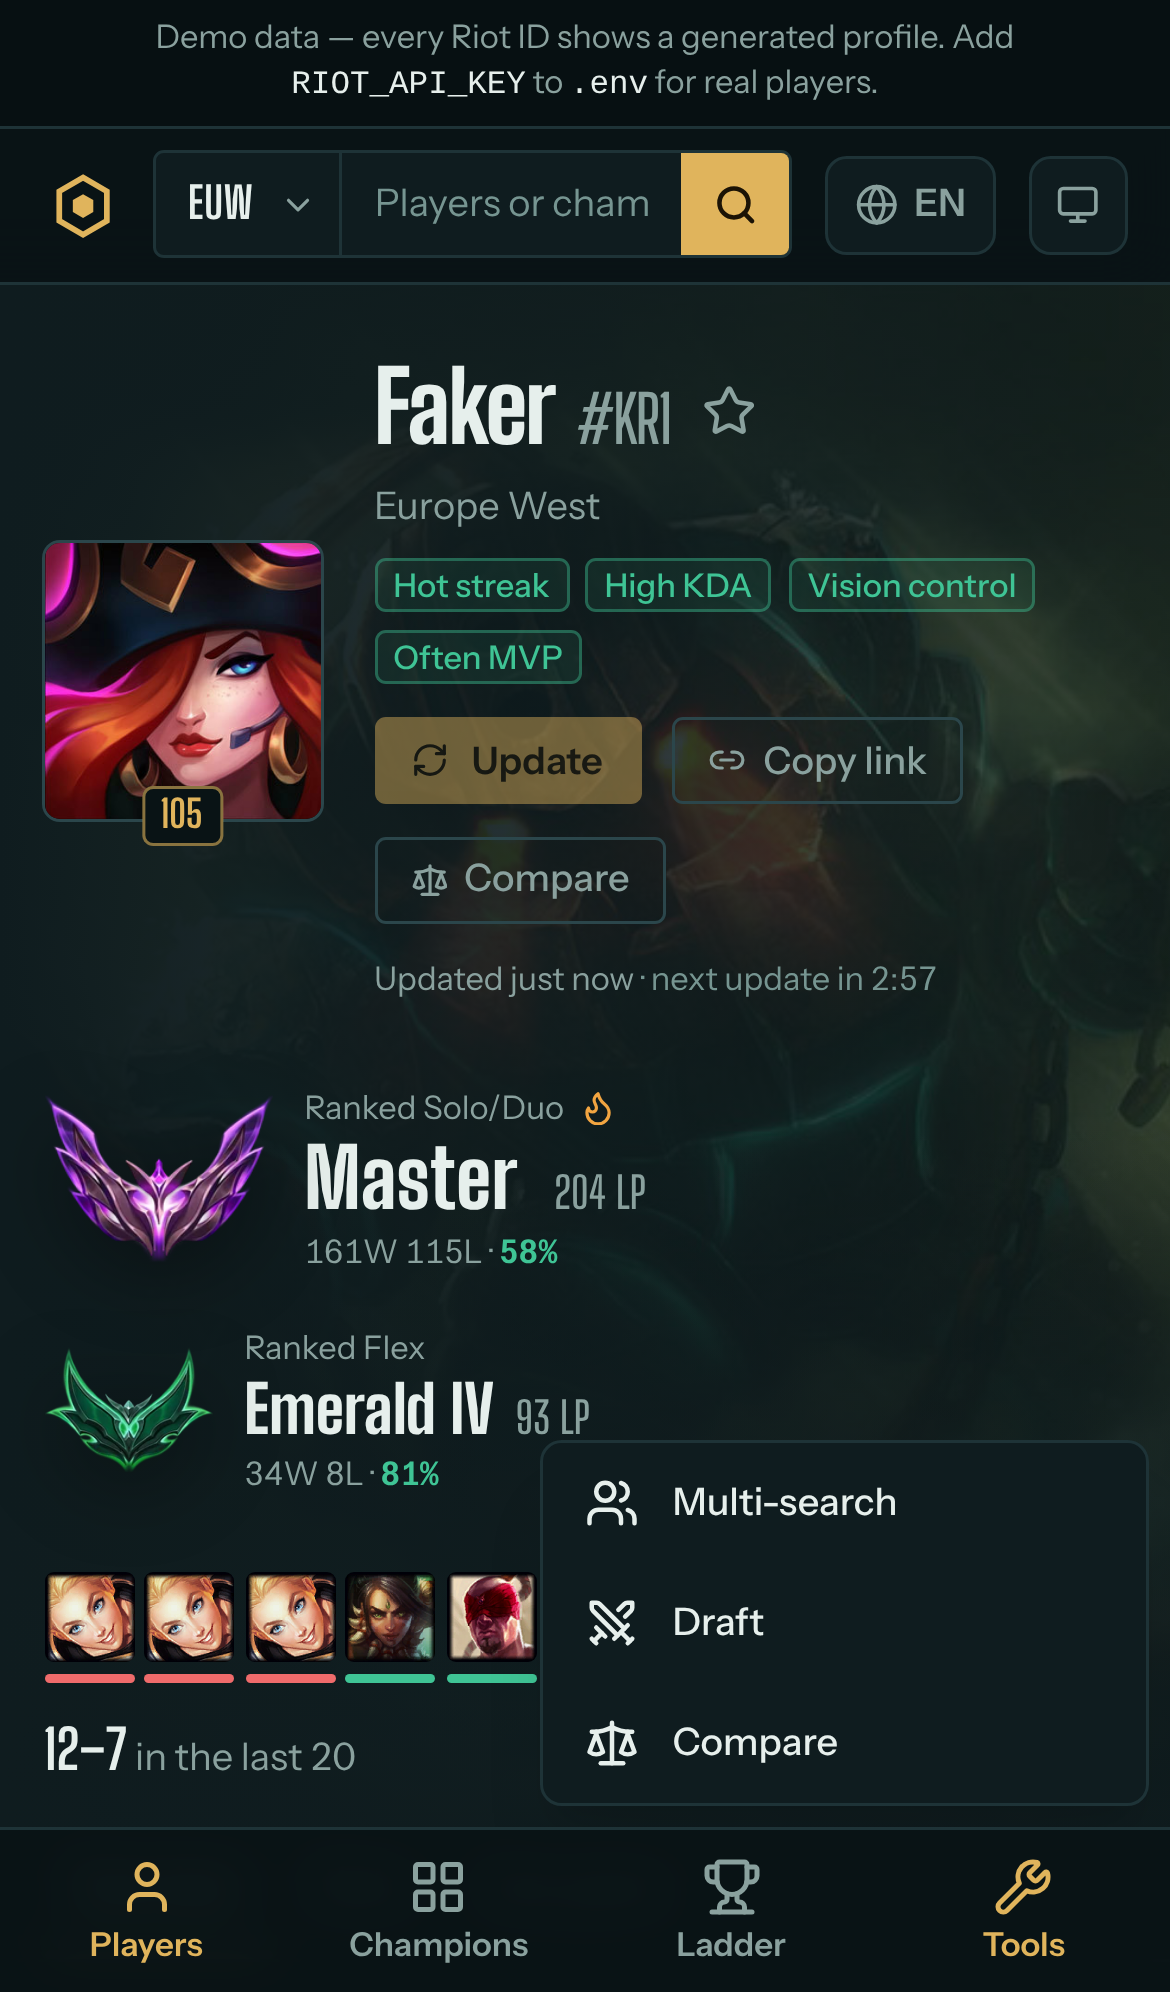 Demo data — every Riot ID shows a generated profile. Add
RIOT_API_KEY to .env for real players.
EUW
Players or cham
EN
Faker #KR1
Europe West
Hot streak
High KDA
Vision control
Often MVP
105
Update
Copy link
Compare
Updated just now · next update in 2:57
Ranked Solo/Duo
Master 204 LP
161W 115L · 58%
Ranked Flex
Emerald IV 93 LP
34W 8L · 81%
Multi-search
Draft
Compare
12–7 in the last 20
Players
Champions
Ladder
Tools